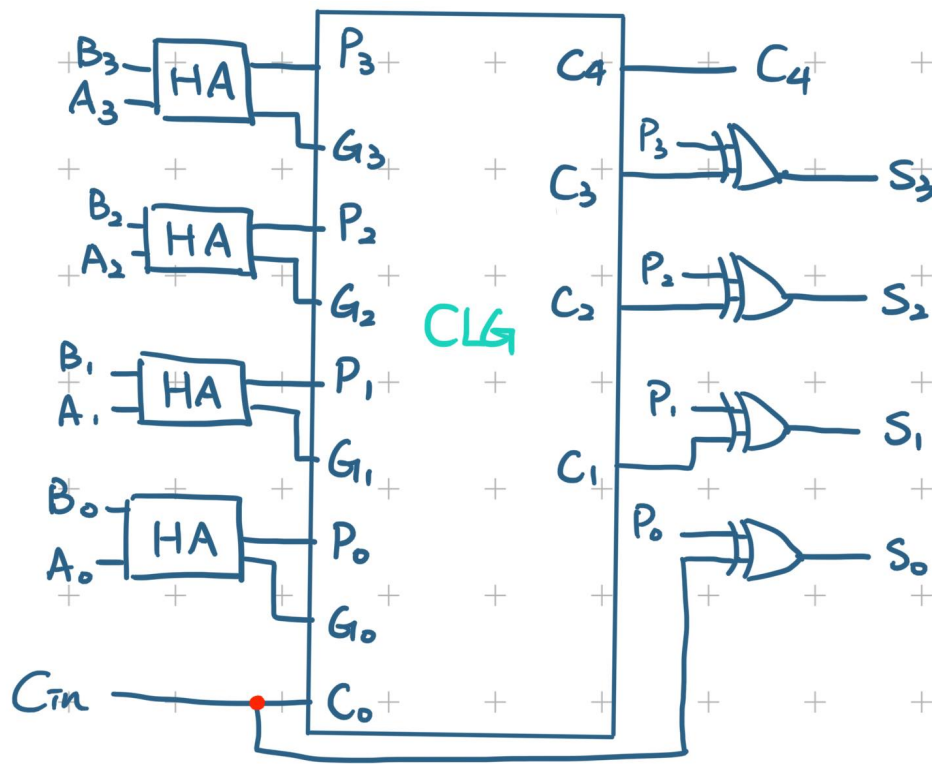 B₃ HA P₃ C₄ C₄
A₃ G₃ P₃
C₃ S₃
B₂ HA P₂
A₂ P₂
G₂ CLG C₂ S₂
B₁ HA P₁ P₁
A₁ S₁
G₁ C₁
B₀ HA P₀ P₀
A₀ S₀
G₀
Cin C₀